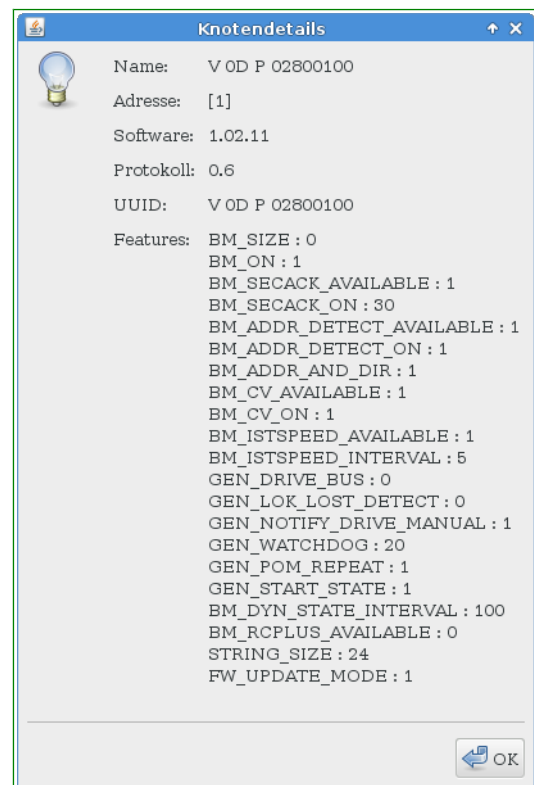 Knotendetails
Name: V 0D P 02800100
Adresse: [1]
Software: 1.02.11
Protokoll: 0.6
UUID: V 0D P 02800100
Features: BM_SIZE : 0
BM_ON : 1
BM_SECACK_AVAILABLE : 1
BM_SECACK_ON : 30
BM_ADDR_DETECT_AVAILABLE : 1
BM_ADDR_DETECT_ON : 1
BM_ADDR_AND_DIR : 1
BM_CV_AVAILABLE : 1
BM_CV_ON : 1
BM_ISTSPEED_AVAILABLE : 1
BM_ISTSPEED_INTERVAL : 5
GEN_DRIVE_BUS : 0
GEN_LOK_LOST_DETECT : 0
GEN_NOTIFY_DRIVE_MANUAL : 1
GEN_WATCHDOG : 20
GEN_POM_REPEAT : 1
GEN_START_STATE : 1
BM_DYN_STATE_INTERVAL : 100
BM_RCPLUS_AVAILABLE : 0
STRING_SIZE : 24
FW_UPDATE_MODE : 1
OK